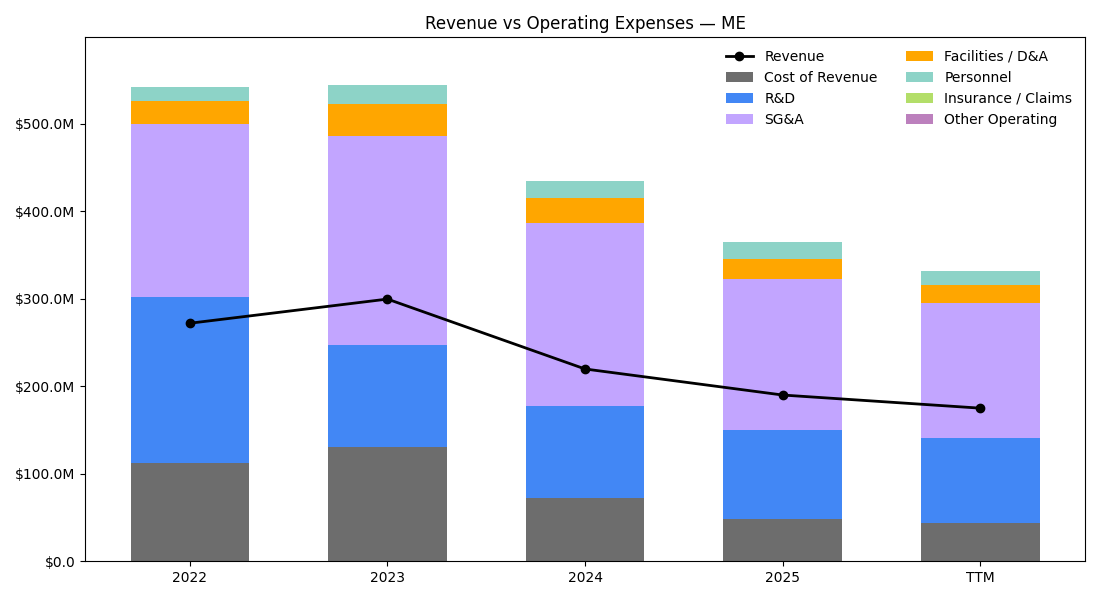 Revenue vs Operating Expenses — ME
Revenue
Cost of Revenue
R&D
SG&A
Facilities / D&A
Personnel
Insurance / Claims
Other Operating
$500.0M
$400.0M
$300.0M
$200.0M
$100.0M
$0.0
2022 2023 2024 2025 TTM